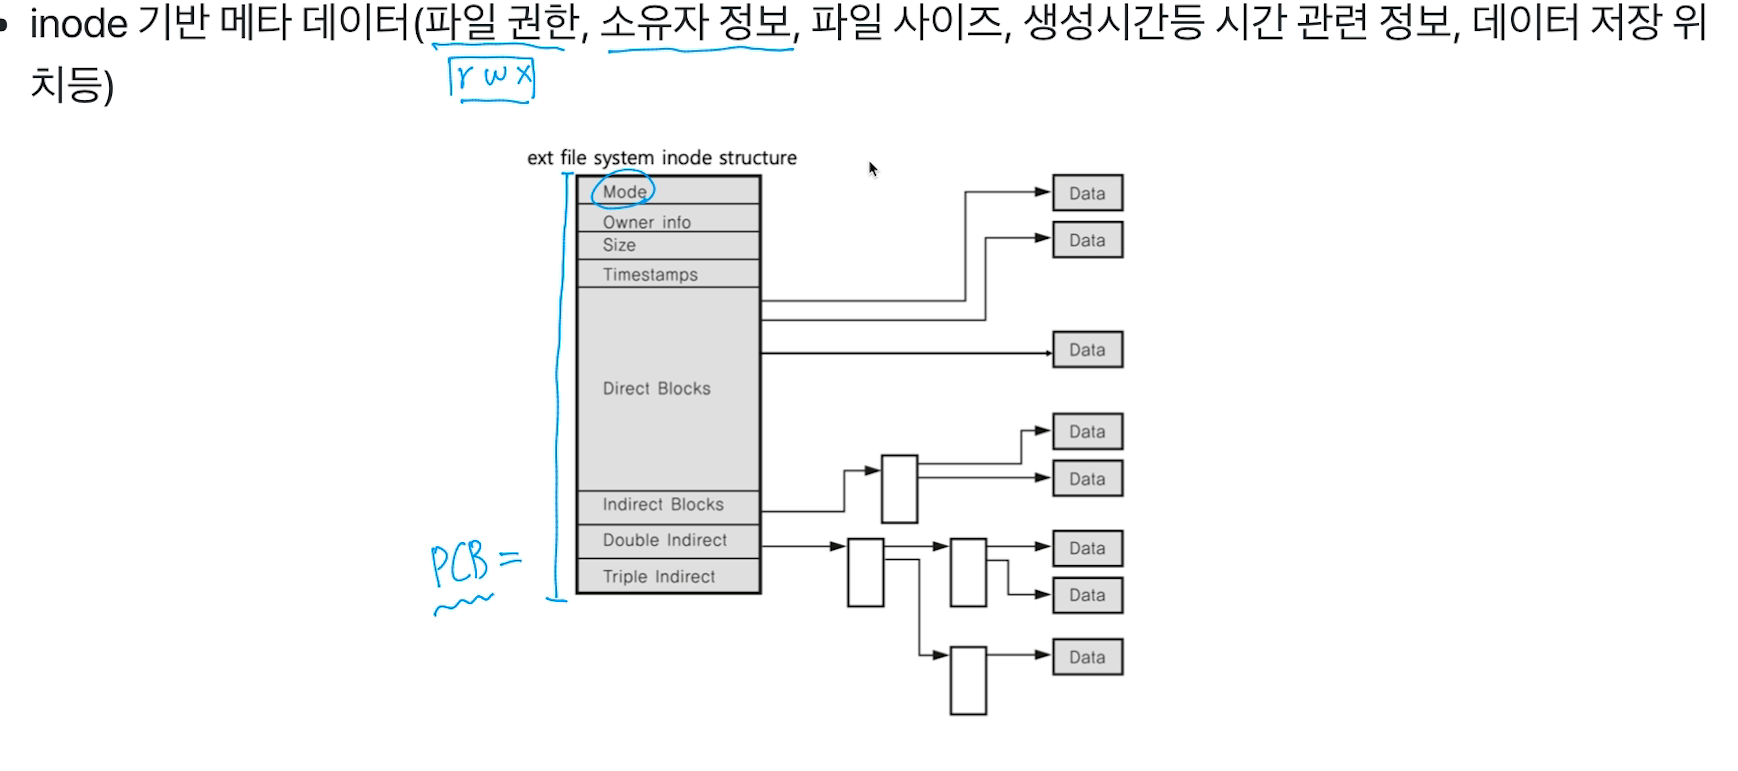 • inode 기반 메타 데이터(파일 권한, 소유자 정보, 파일 사이즈, 생성시간등 시간 관련 정보, 데이터 저장 위
치등)
rwx
ext file system inode structure
Mode
Owner info
Size
Timestamps
Direct Blocks
Indirect Blocks
Double Indirect
Triple Indirect
PCB =
Data
Data
Data
Data
Data
Data
Data
Data